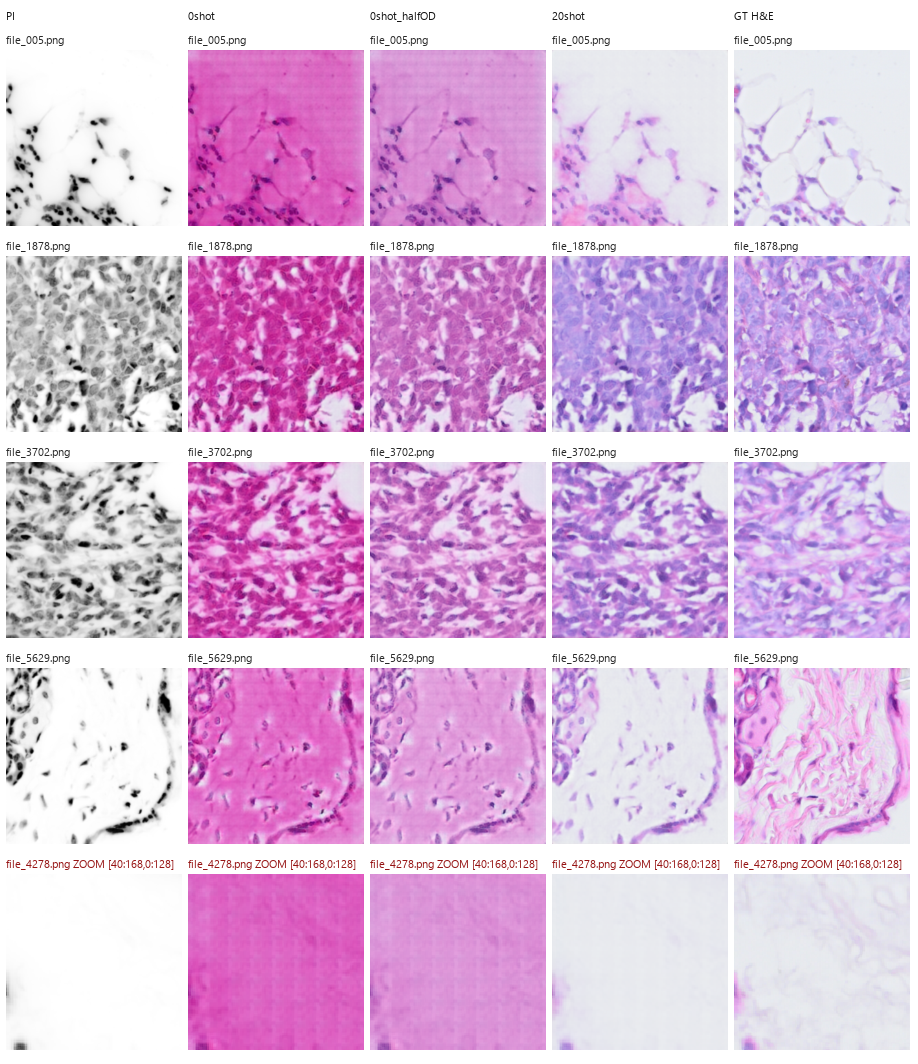 PI 0shot 0shot_halfOD 20shot GT H&E
file_005.png file_005.png file_005.png file_005.png file_005.png
file_1878.png file_1878.png file_1878.png file_1878.png file_1878.png
file_3702.png file_3702.png file_3702.png file_3702.png file_3702.png
file_5629.png file_5629.png file_5629.png file_5629.png file_5629.png
file_4278.png ZOOM [40:168,0:128] file_4278.png ZOOM [40:168,0:128] file_4278.png ZOOM [40:168,0:128] file_4278.png ZOOM [40:168,0:128] file_4278.png ZOOM [40:168,0:128]